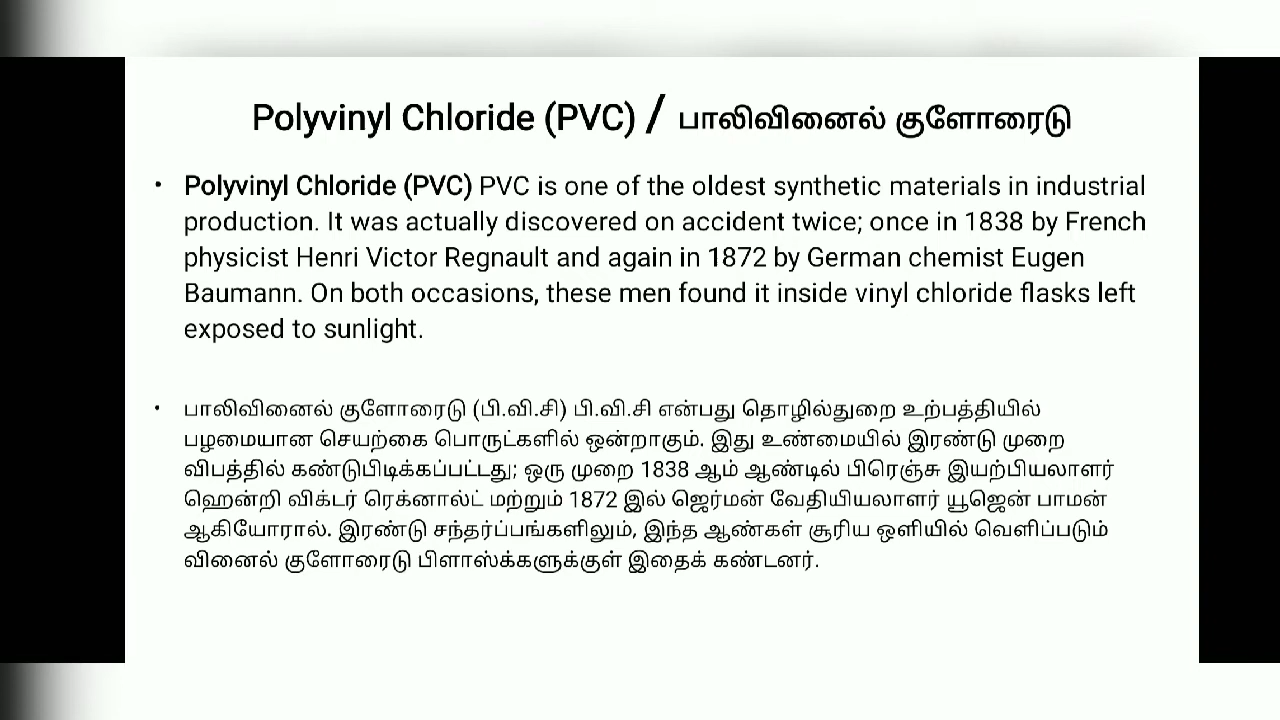 Polyvinyl Chloride (PVC) / பாலிவினைல் குளோரைடு
• Polyvinyl Chloride (PVC) PVC is one of the oldest synthetic materials in industrial
production. It was actually discovered on accident twice; once in 1838 by French
physicist Henri Victor Regnault and again in 1872 by German chemist Eugen
Baumann. On both occasions, these men found it inside vinyl chloride flasks left
exposed to sunlight.
• பாலிவினைல் குளோரைடு (பி.வி.சி) பி.வி.சி என்பது தொழில்துறை உற்பத்தியில்
பழமையான செயற்கை பொருட்களில் ஒன்றாகும். இது உண்மையில் இரண்டு முறை
விபத்தில் கண்டுபிடிக்கப்பட்டது; ஒரு முறை 1838 ஆம் ஆண்டில் பிரெஞ்சு இயற்பியலாளர்
ஹென்றி விக்டர் ரெக்னால்ட் மற்றும் 1872 இல் ஜெர்மன் வேதியியலாளர் யூஜென் பாமன்
ஆகியோரால். இரண்டு சந்தர்ப்பங்களிலும், இந்த ஆண்கள் சூரிய ஒளியில் வெளிப்படும்
வினைல் குளோரைடு பிளாஸ்க்களுக்குள் இதைக் கண்டனர்.